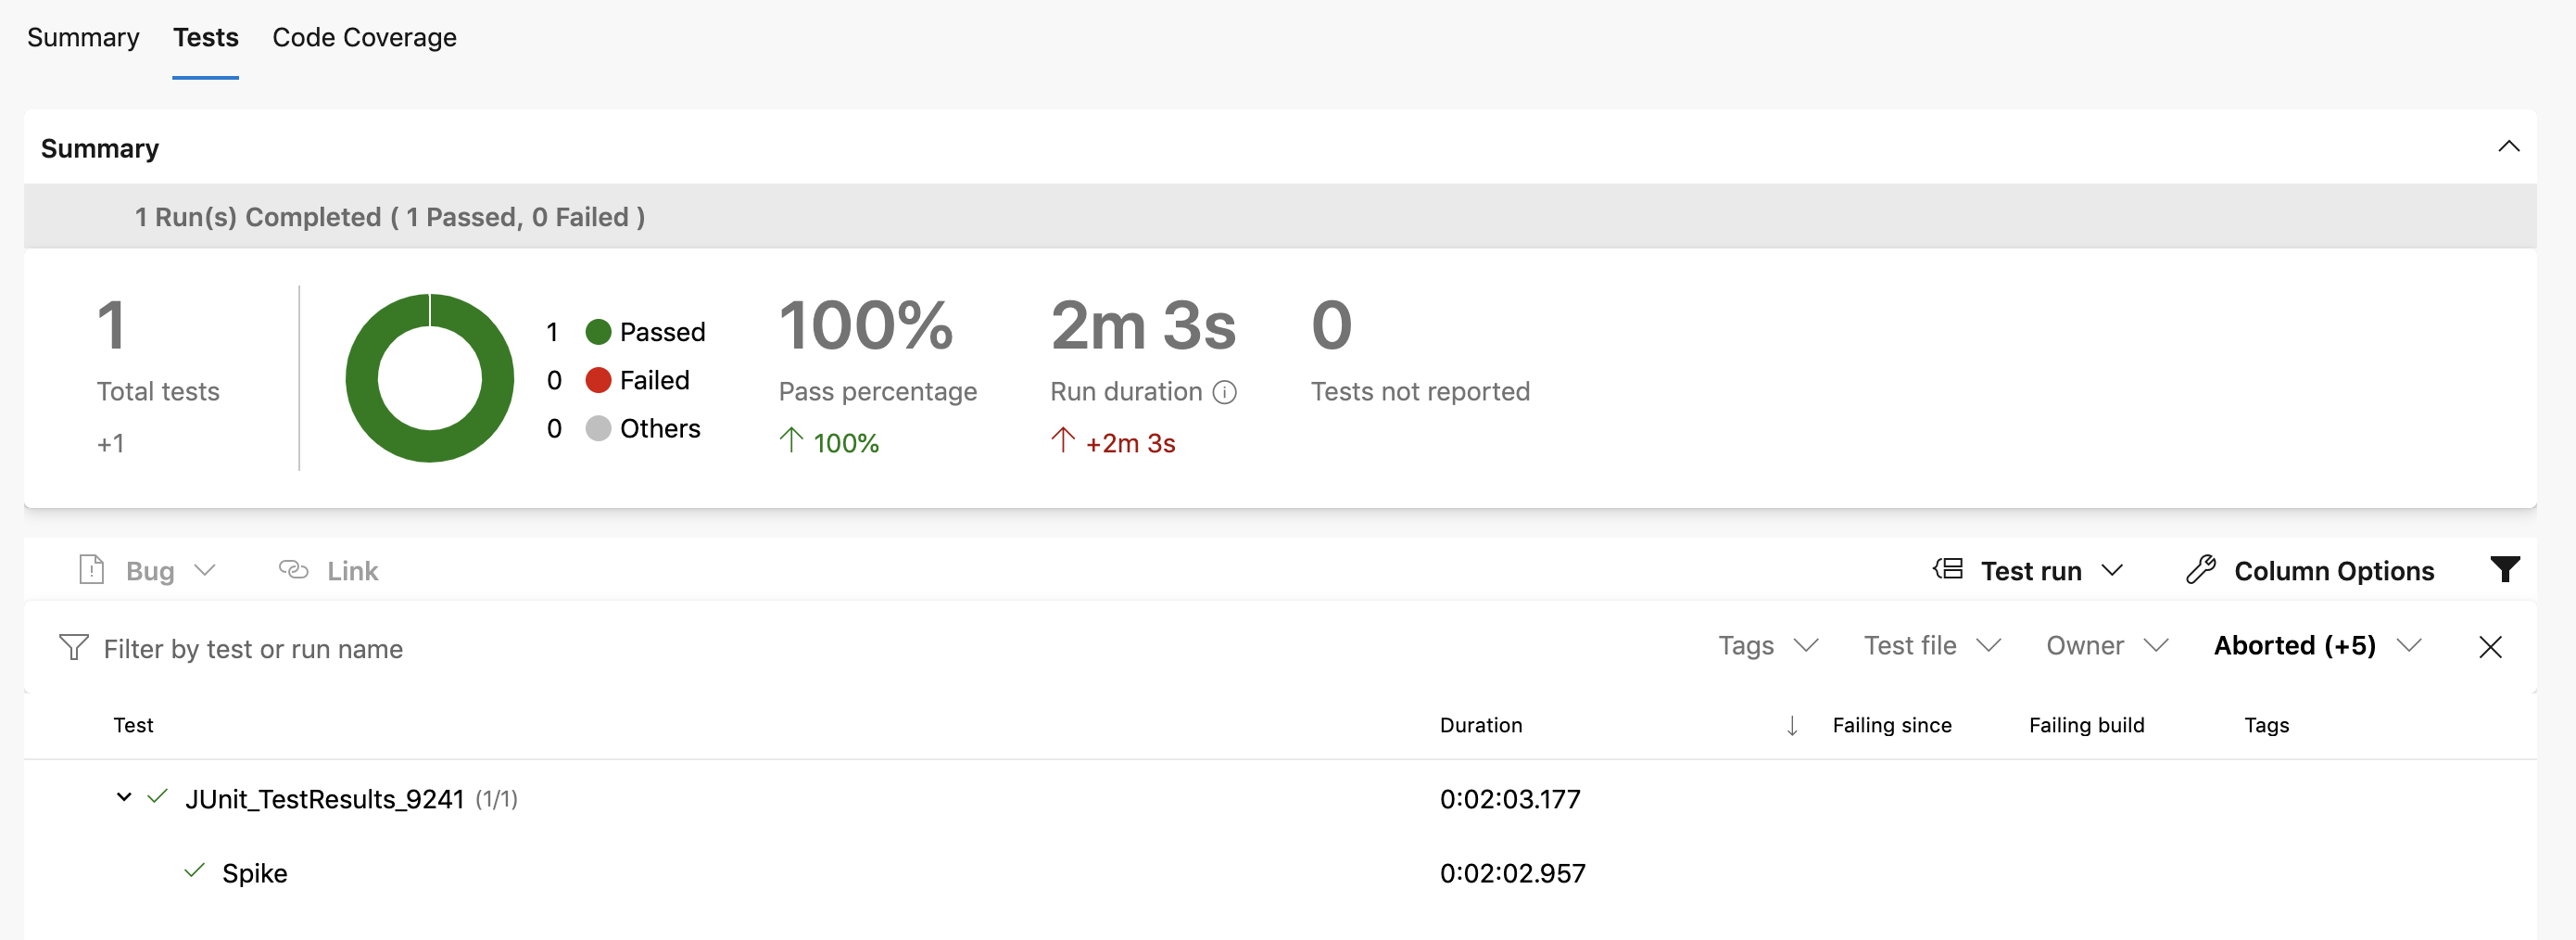 Summary Tests Code Coverage
Summary
1 Run(s) Completed ( 1 Passed, 0 Failed )
1
Total tests
+1
1 Passed
0 Failed
0 Others
100%
Pass percentage
100%
2m 3s
Run duration
+2m 3s
0
Tests not reported
Bug Link Test run Column Options
Filter by test or run name Tags Test file Owner Aborted (+5)
Test Duration Failing since Failing build Tags
JUnit_TestResults_9241 (1/1) 0:02:03.177
Spike 0:02:02.957